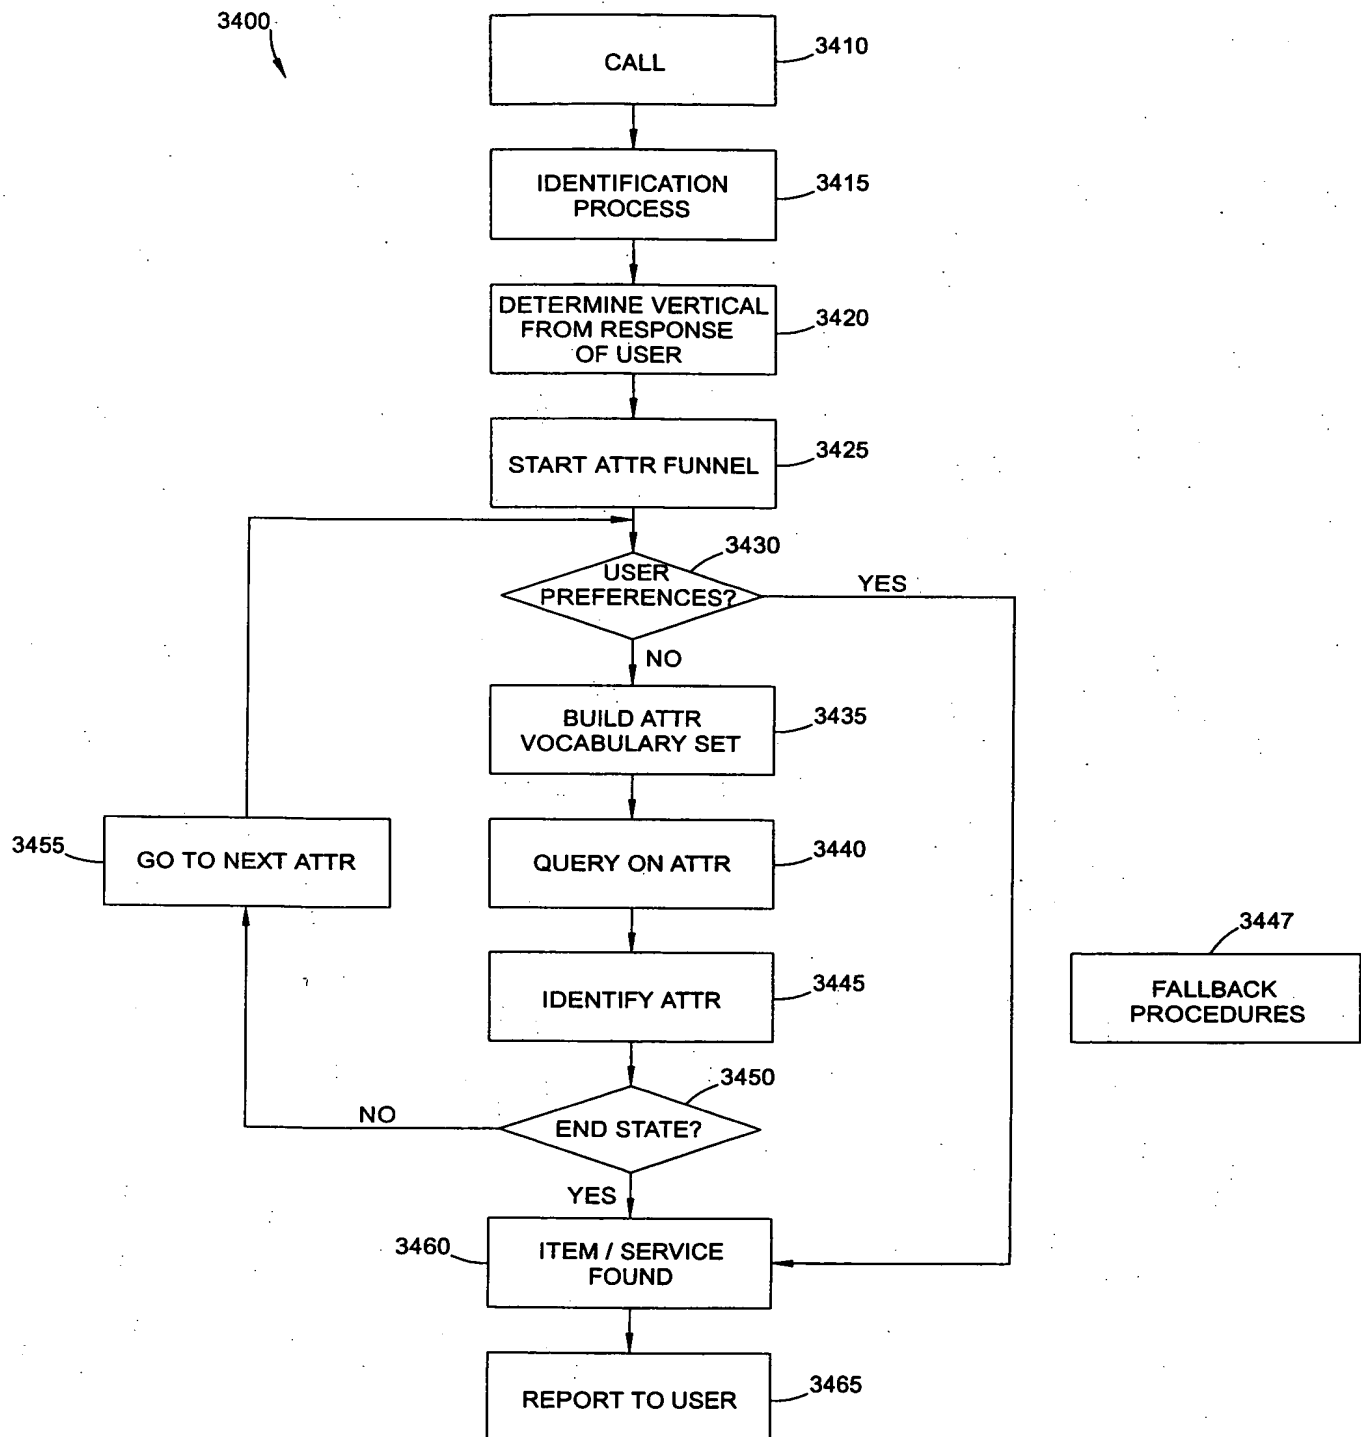 3400
CALL
3410
IDENTIFICATION
PROCESS
3415
DETERMINE VERTICAL
FROM RESPONSE
OF USER
3420
START ATTR FUNNEL
3425
3430
USER
PREFERENCES?
YES
NO
BUILD ATTR
VOCABULARY SET
3435
3455
GO TO NEXT ATTR
QUERY ON ATTR
3440
IDENTIFY ATTR
3445
3447
FALLBACK
PROCEDURES
3450
END STATE?
NO
YES
3460
ITEM / SERVICE
FOUND
REPORT TO USER
3465